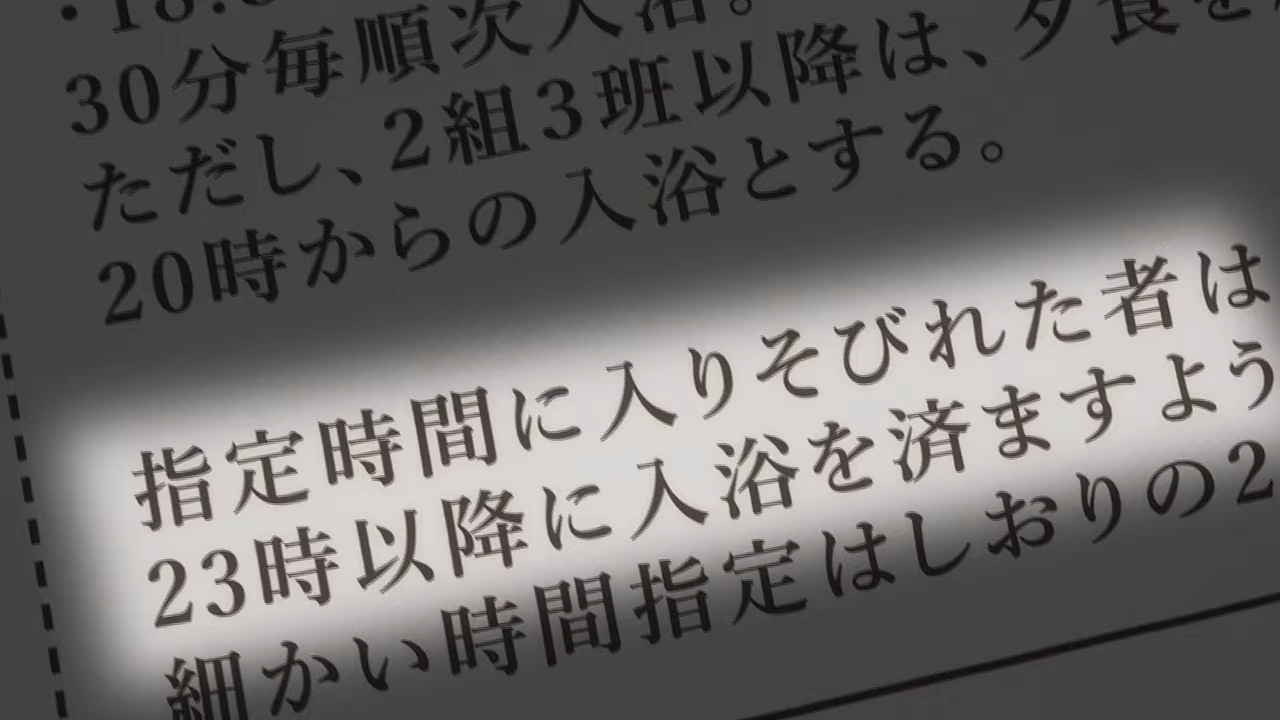 30分毎順次入浴。
ただし、2組3班以降は、夕食を
20時からの入浴とする。
指定時間に入りそびれた者は
23時以降に入浴を済ますよう
細かい時間指定はしおりの2